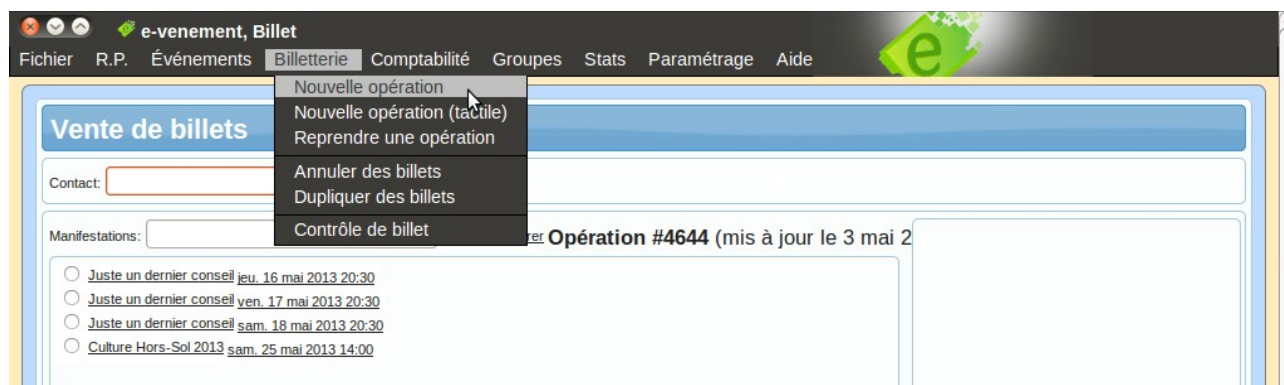 e-venement, Billet
Fichier R.P. Événements Billetterie Comptabilité Groupes Stats Paramétrage Aide
e
Nouvelle opération
Nouvelle opération (tactile)
Reprendre une opération
Annuler des billets
Dupliquer des billets
Contrôle de billet
Vente de billets
Contact:
Manifestations: rer Opération #4644 (mis à jour le 3 mai 2
Juste un dernier conseil jeu. 16 mai 2013 20:30
Juste un dernier conseil ven. 17 mai 2013 20:30
Juste un dernier conseil sam. 18 mai 2013 20:30
Culture Hors-Sol 2013 sam. 25 mai 2013 14:00